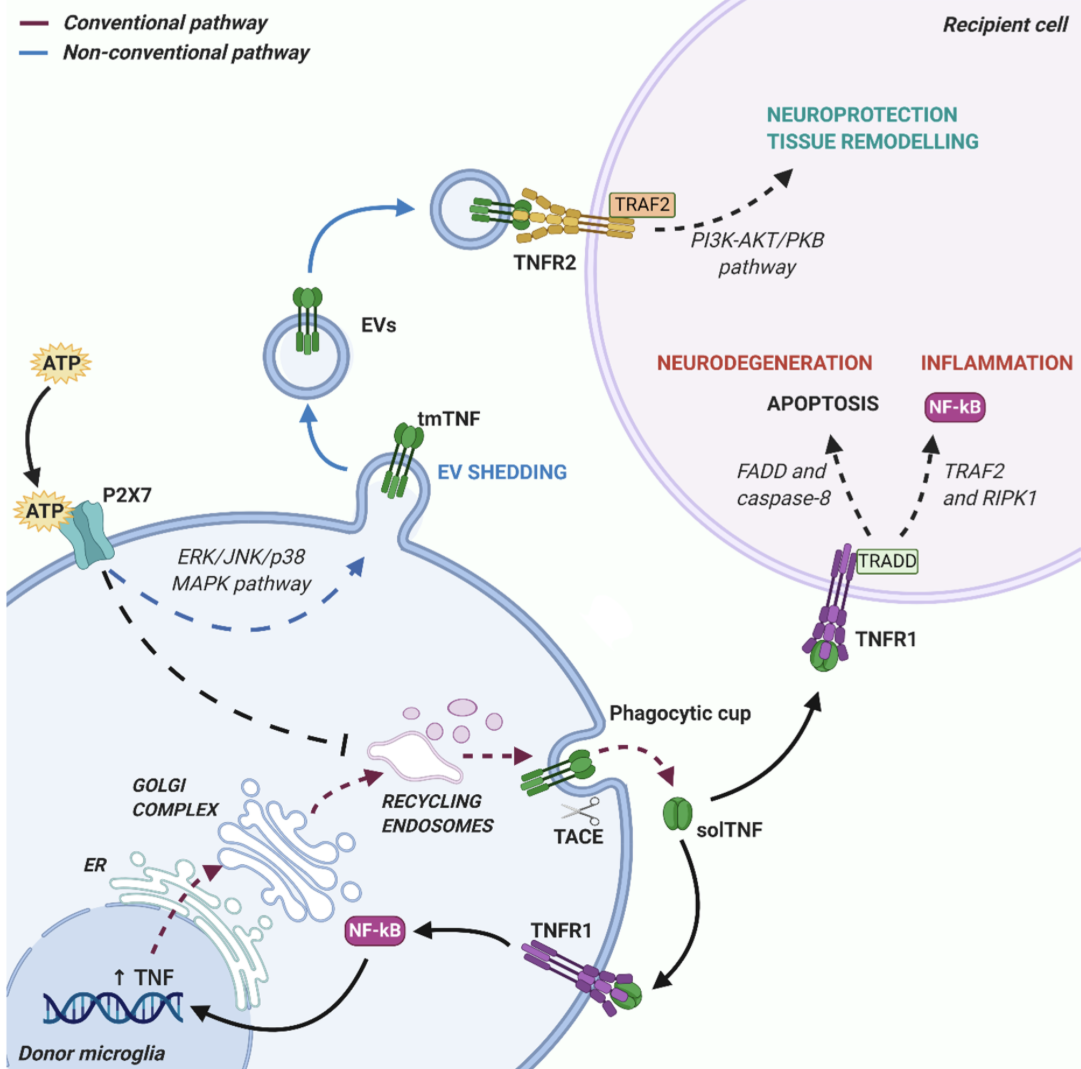 Conventional pathway
Non-conventional pathway
Recipient cell
NEUROPROTECTION
TISSUE REMODELLING
TRAF2
PI3K-AKT/PKB
pathway
TNFR2
EVs
ATP
NEURODEGENERATION
APOPTOSIS
INFLAMMATION
NF-kB
tmTNF
EV SHEDDING
FADD and
caspase-8
TRAF2
and RIPK1
ATP
P2X7
ERK/JNK/p38
MAPK pathway
TRADD
TNFR1
Phagocytic cup
GOLGI
COMPLEX
RECYCLING
ENDOSOMES
TACE
solTNF
ER
NF-kB
TNFR1
↑ TNF
Donor microglia